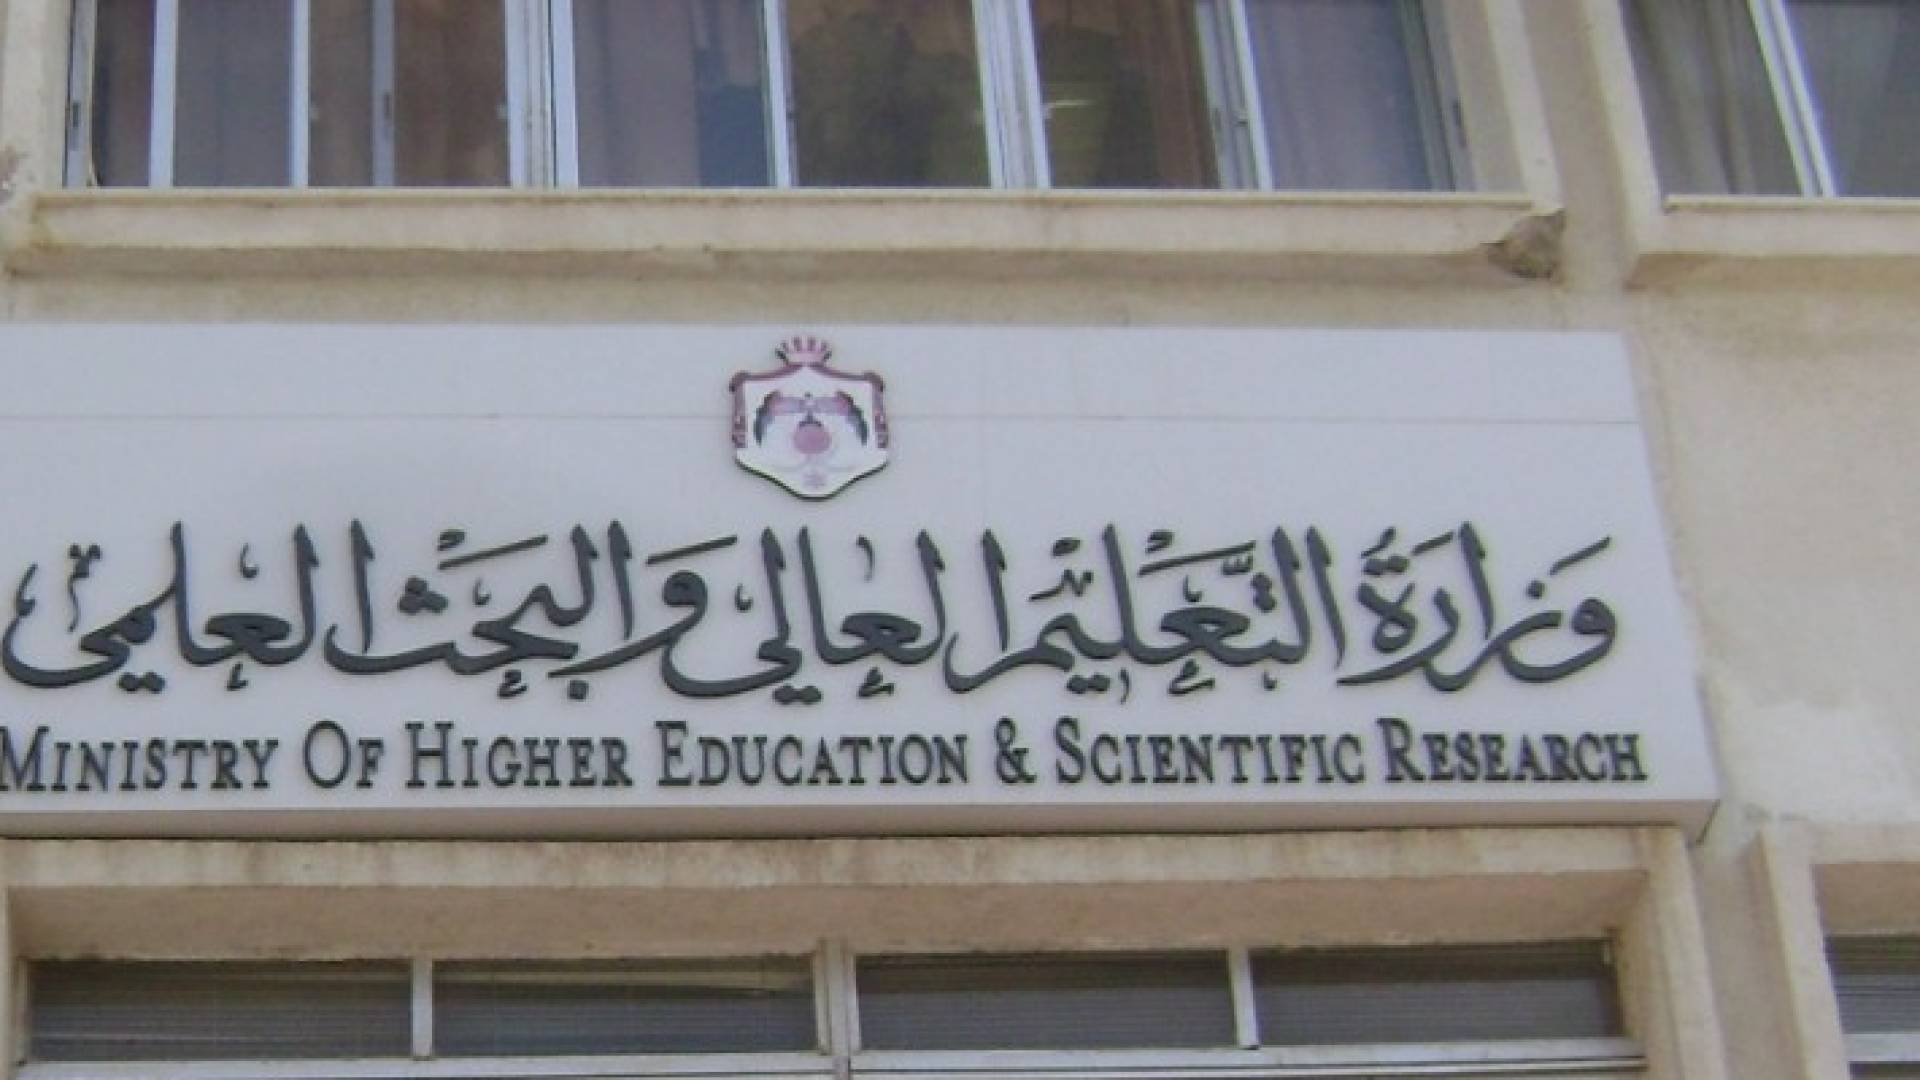 وزارة التعليم العالي والبحث العلمي
MINISTRY OF HIGHER EDUCATION & SCIENTIFIC RESEARCH